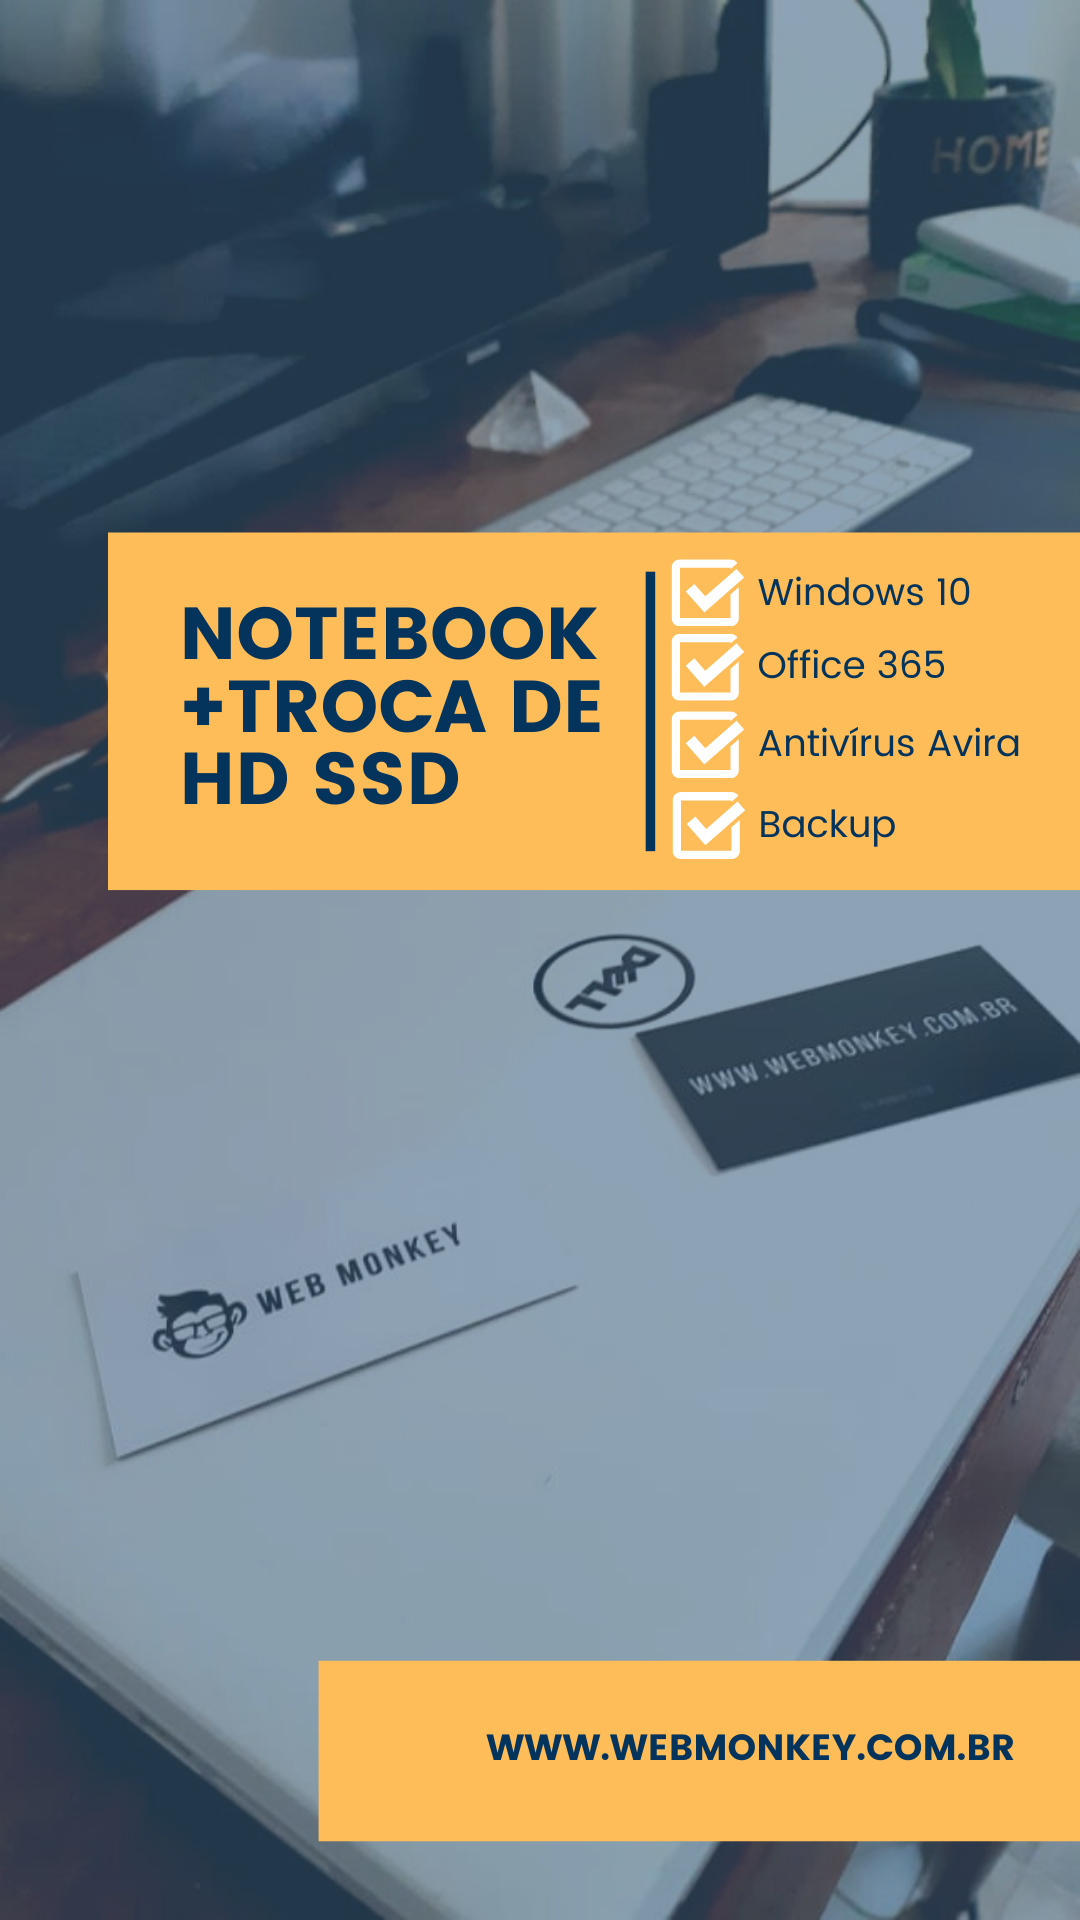 HOME
NOTEBOOK
+TROCA DE
HD SSD
Windows 10
Office 365
Antivírus Avira
Backup
WWW.WEBMONKEY.COM.BR
WEB MONKEY
WWW.WEBMONKEY.COM.BR